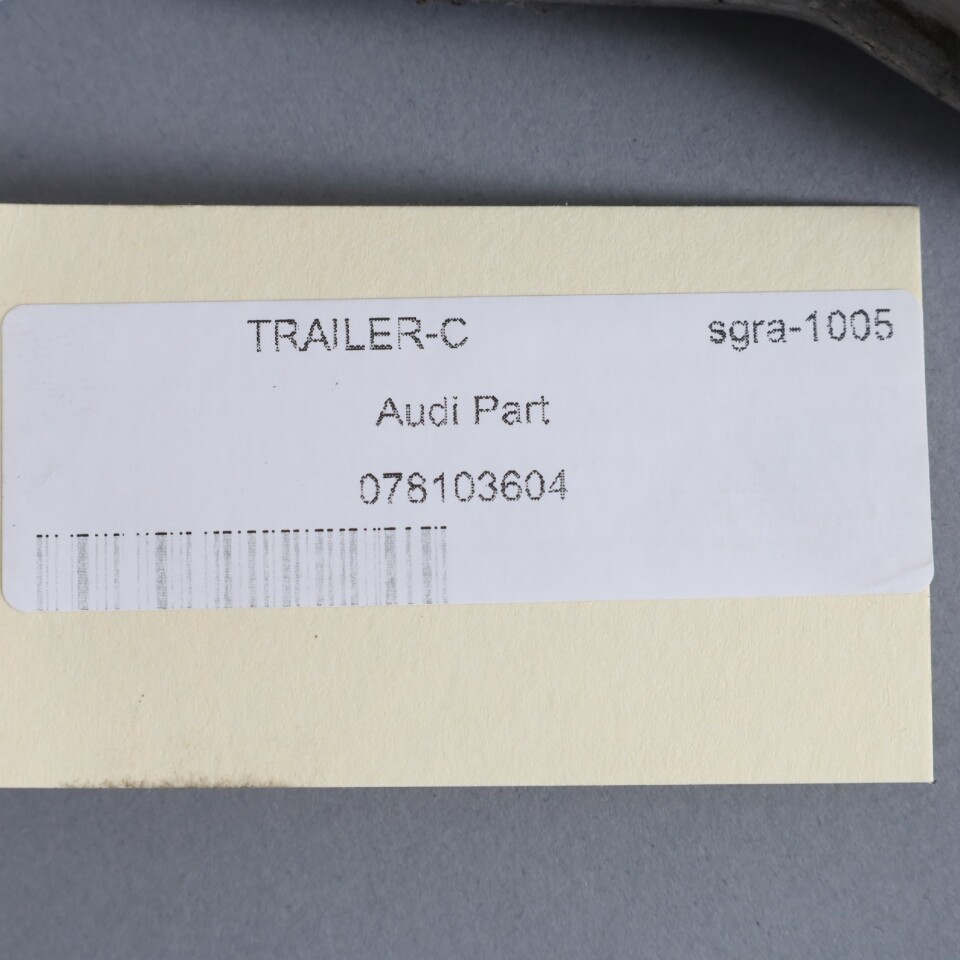 TRAILER-C sgra-1005
Audi Part
078103604